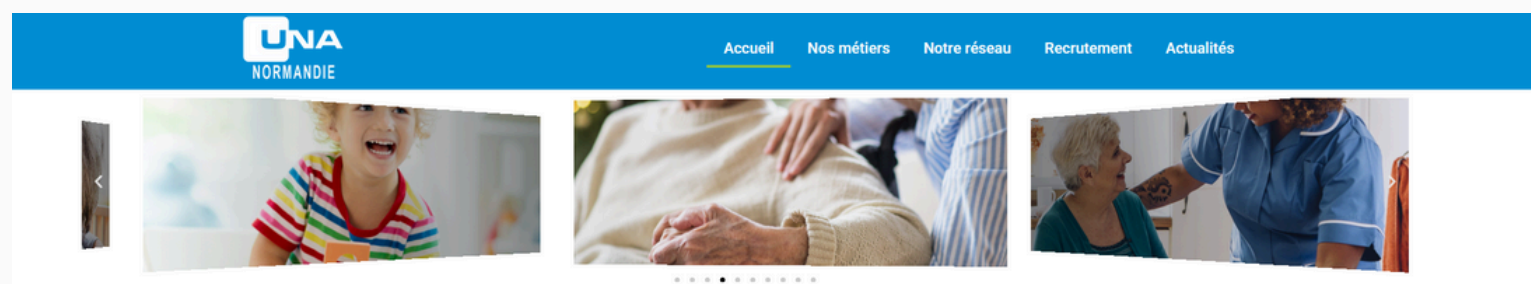 UNA
NORMANDIE
Accueil Nos métiers Notre réseau Recrutement Actualités